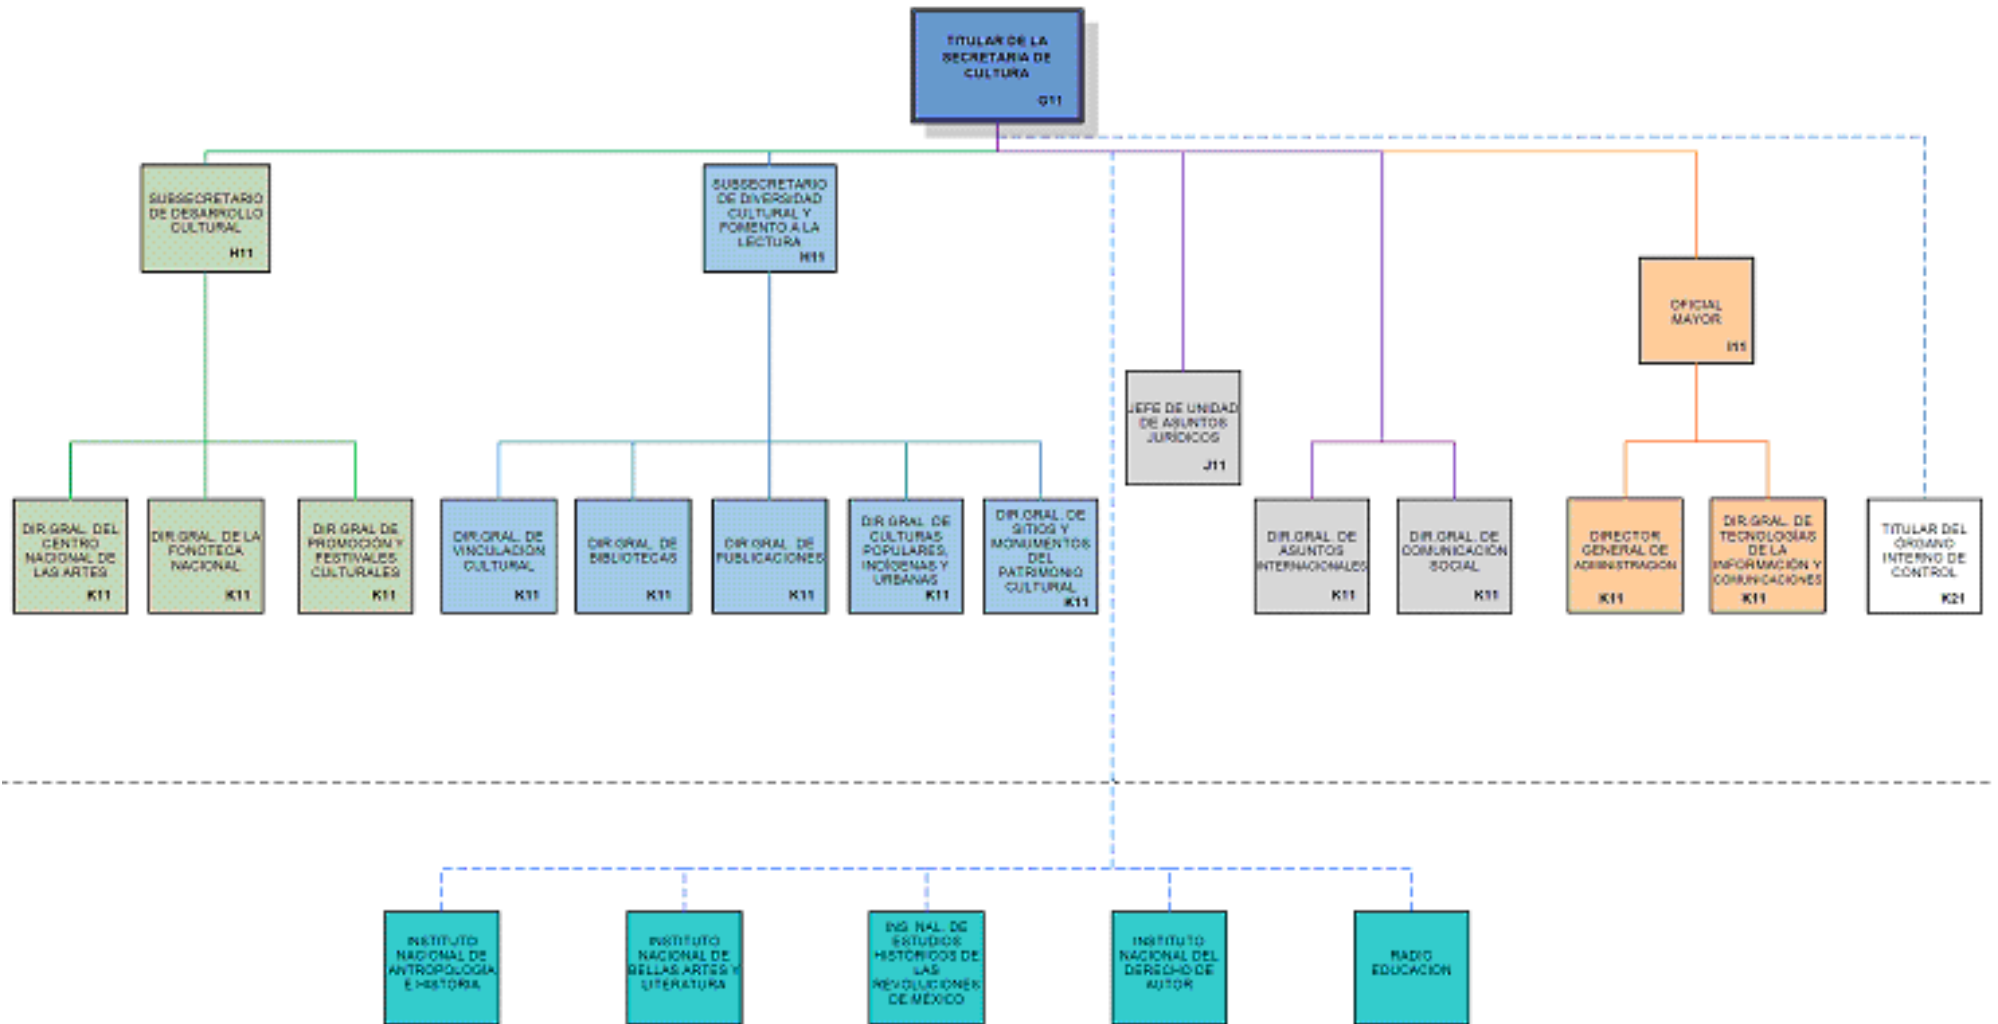 TITULAR DE LA
SECRETARIA DE
CULTURA
G11
SUBSECRETARIO
DE DESARROLLO
CULTURAL
H11
SUBSECRETARIO
DE DIVERSIDAD
CULTURAL Y
FOMENTO A LA
LECTURA
H11
OFICIAL
MAYOR
I11
JEFE DE UNIDAD
DE ASUNTOS
JURÍDICOS
J11
DIR.GRAL. DEL
CENTRO
NACIONAL DE
LAS ARTES
K11
DIR.GRAL. DE LA
FONOTECA
NACIONAL
K11
DIR.GRAL. DE
PROMOCIÓN Y
FESTIVALES
CULTURALES
K11
DIR.GRAL. DE
VINCULACIÓN
CULTURAL
K11
DIR.GRAL. DE
BIBLIOTECAS
K11
DIR.GRAL. DE
PUBLICACIONES
K11
DIR.GRAL. DE
CULTURAS
POPULARES,
INDÍGENAS Y
URBANAS
K11
DIR.GRAL. DE
SITIOS Y
MONUMENTOS
DEL
PATRIMONIO
CULTURAL
K11
DIR.GRAL. DE
ASUNTOS
INTERNACIONALES
K11
DIR.GRAL. DE
COMUNICACIÓN
SOCIAL
K11
DIRECTOR
GENERAL DE
ADMINISTRACION
K11
DIR.GRAL. DE
TECNOLOGÍAS
DE LA
INFORMACIÓN Y
COMUNICACIONES
K11
TITULAR DEL
ÓRGANO
INTERNO DE
CONTROL
K21
INSTITUTO
NACIONAL DE
ANTROPOLOGÍA
E HISTORIA
INSTITUTO
NACIONAL DE
BELLAS ARTES Y
LITERATURA
INS. NAL. DE
ESTUDIOS
HISTÓRICOS DE
LAS
REVOLUCIONES
DE MÉXICO
INSTITUTO
NACIONAL DEL
DERECHO DE
AUTOR
RADIO
EDUCACIÓN